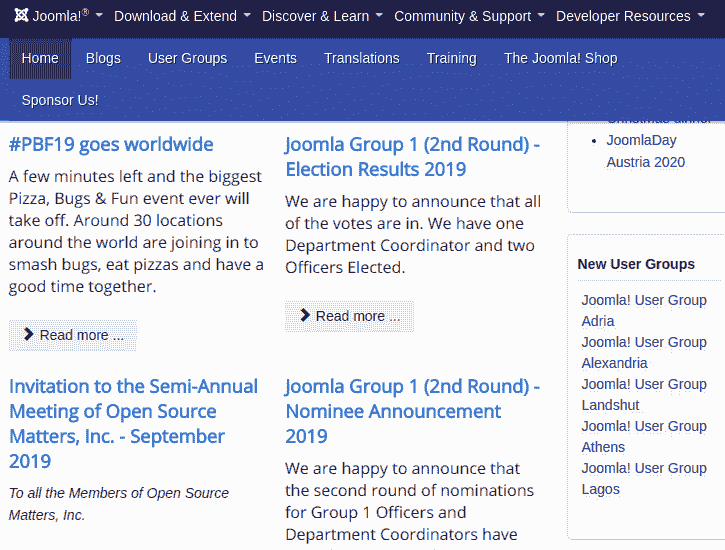 Joomla!® Download & Extend Discover & Learn Community & Support Developer Resources
Home Blogs User Groups Events Translations Training The Joomla! Shop
Sponsor Us!
#PBF19 goes worldwide
A few minutes left and the biggest
Pizza, Bugs & Fun event ever will
take off. Around 30 locations
around the world are joining in to
smash bugs, eat pizzas and have a
good time together.
Read more ...
Joomla Group 1 (2nd Round) -
Election Results 2019
We are happy to announce that all
of the votes are in. We have one
Department Coordinator and two
Officers Elected.
Read more ...
Invitation to the Semi-Annual
Meeting of Open Source
Matters, Inc. - September
2019
To all the Members of Open Source
Matters, Inc.
Joomla Group 1 (2nd Round) -
Nominee Announcement
2019
We are happy to announce that
the second round of nominations
for Group 1 Officers and
Department Coordinators have
Christmas dinner
JoomlaDay
Austria 2020
New User Groups
Joomla! User Group
Adria
Joomla! User Group
Alexandria
Joomla! User Group
Landshut
Joomla! User Group
Athens
Joomla! User Group
Lagos